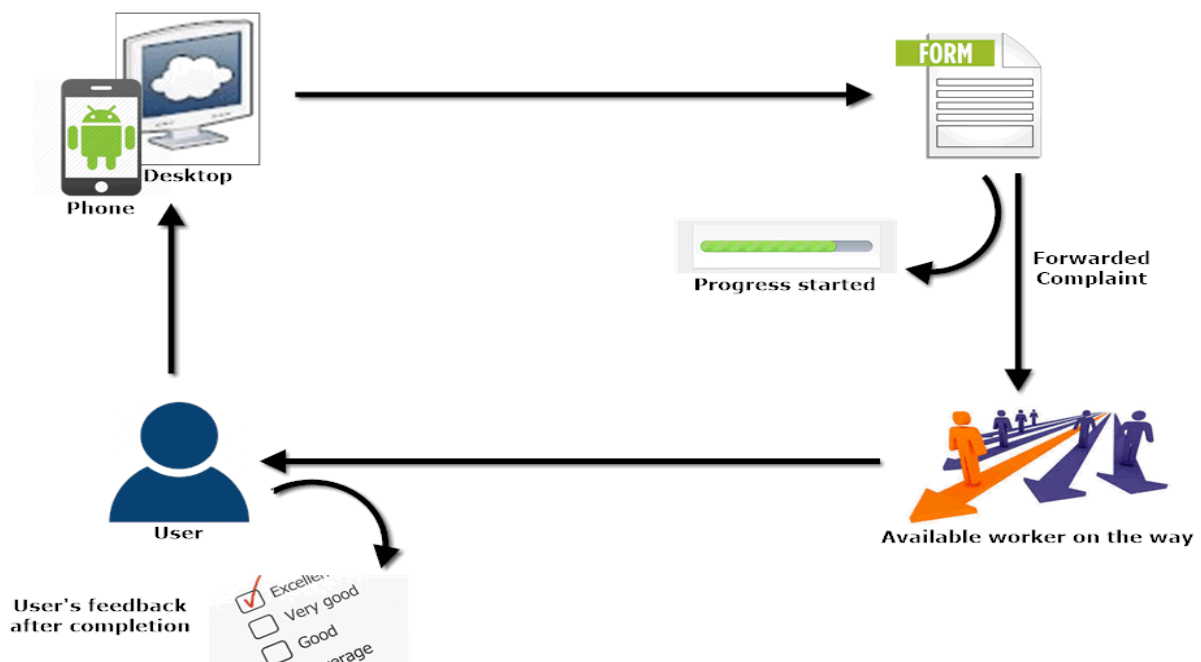 FORM
Desktop
Phone
Forwarded
Complaint
Progress started
User
Available worker on the way
User's feedback
after completion
Very good
Good